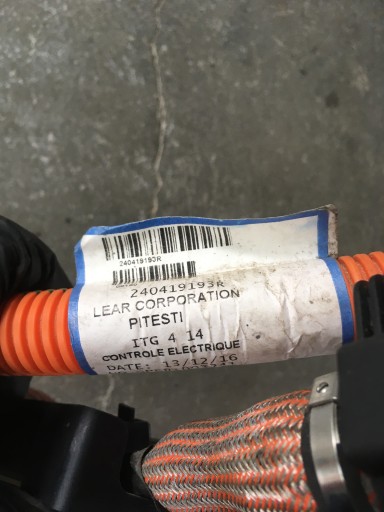 240419193R
240419193R
LEAR CORPORATION
PITESTI
ITG 4 14
CONTROLE ELECTRIQUE
DATE: 13/12/16